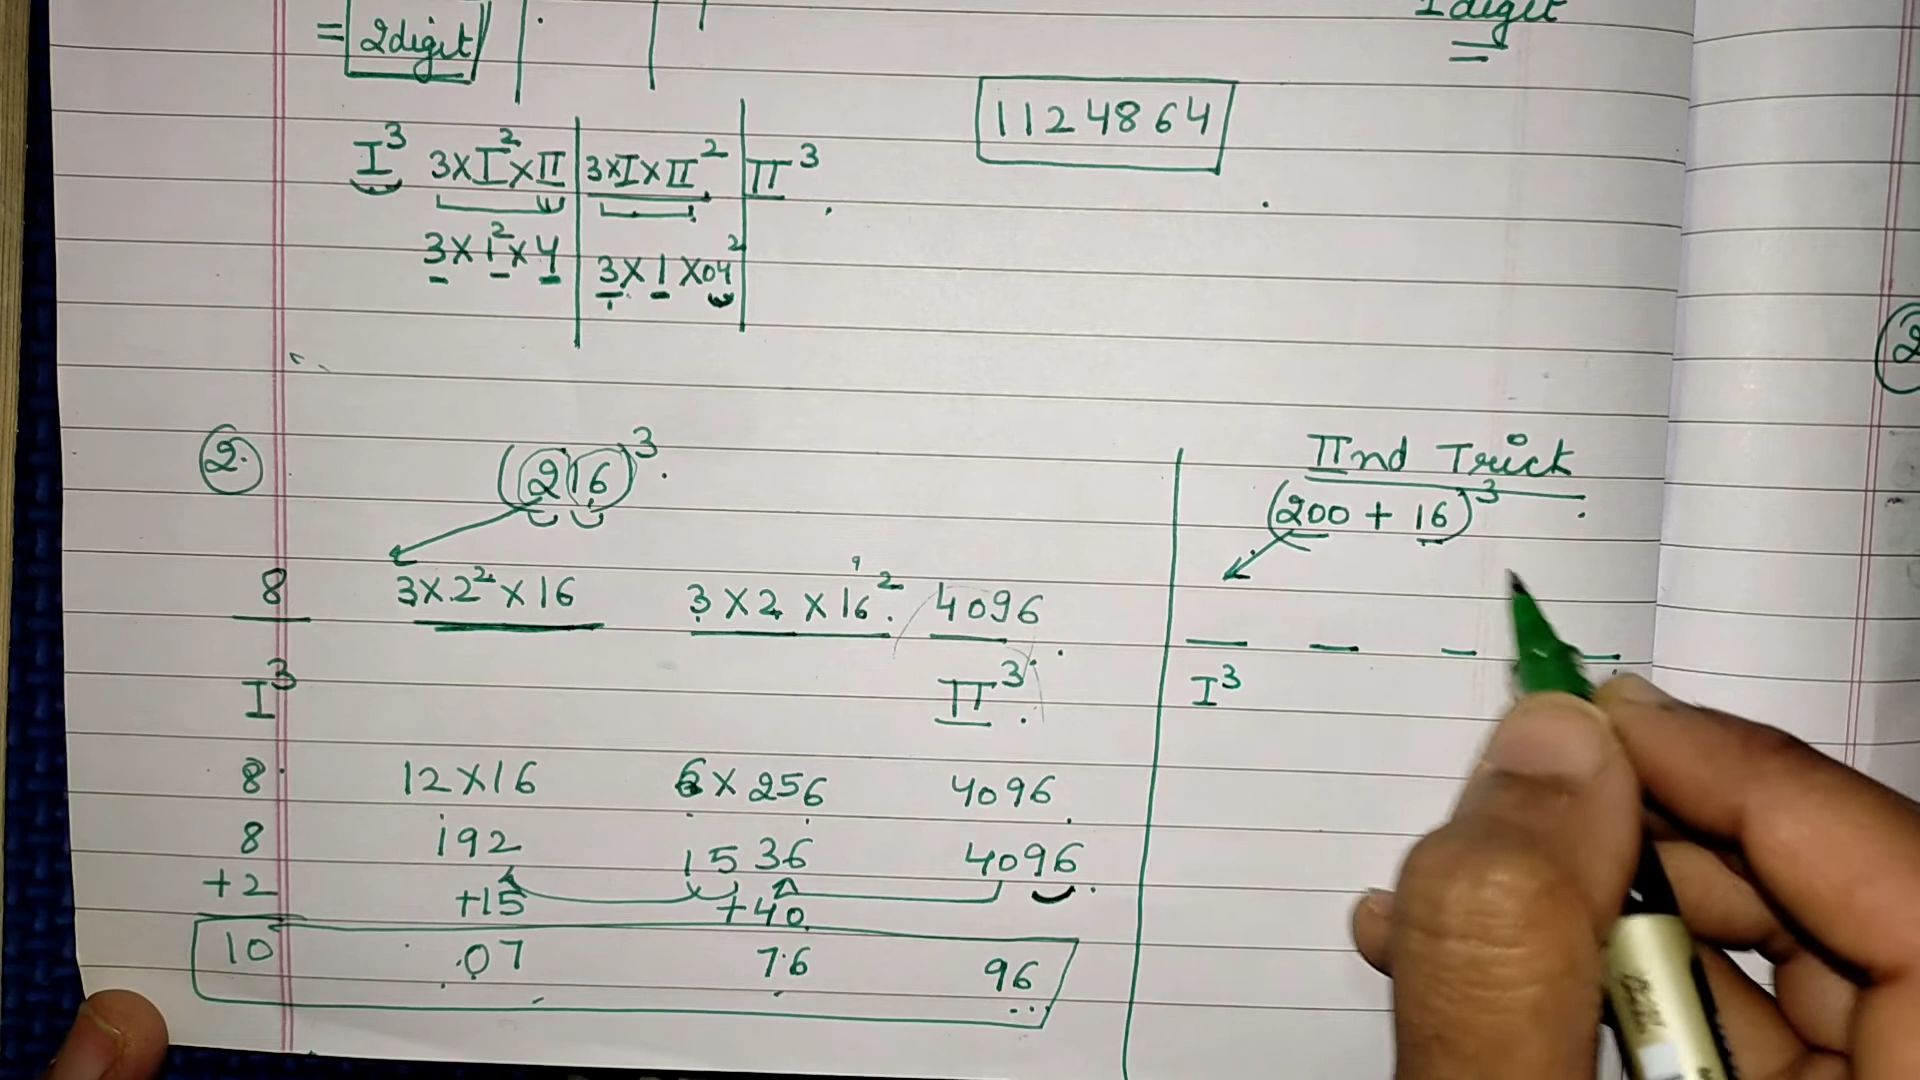 = 2digit
1digit
1124864
I³ 3×I²×II | 3×I×II² | II³
3×1²×4 | 3×1×04²
2. (216)³.
8 3×2²×16 3×2×16². 4096
I³ II³.
8 12×16 6×256 4096
8 192 1536 4096
+2 +15 +40
10 07 76 96
IInd Trick
(200 + 16)³
I³
2